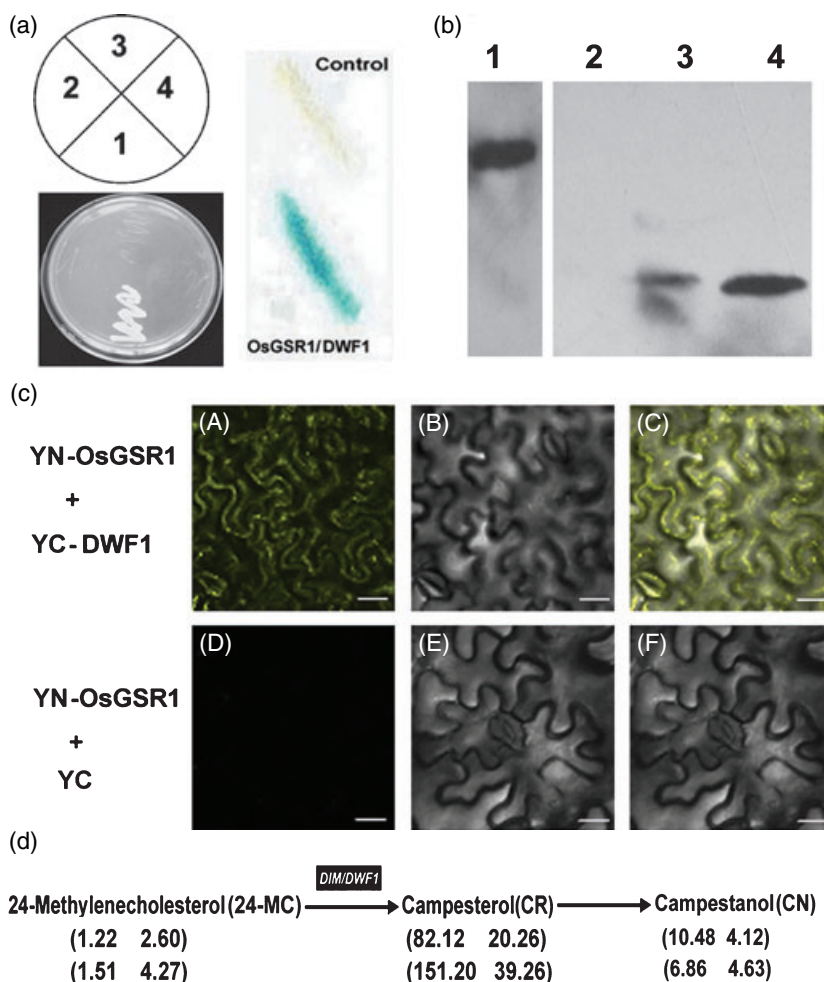 (a)
3
2
4
1
Control
OsGSR1/DWF1
(b)
1 2 3 4
(c)
YN-OsGSR1
+
YC-DWF1
(A)
(B)
(C)
YN-OsGSR1
+
YC
(D)
(E)
(F)
(d)
DIM/DWF1
24-Methylenecholesterol (24-MC) Campesterol(CR) Campestanol (CN)
(1.22 2.60) (82.12 20.26) (10.48 4.12)
(1.51 4.27) (151.20 39.26) (6.86 4.63)